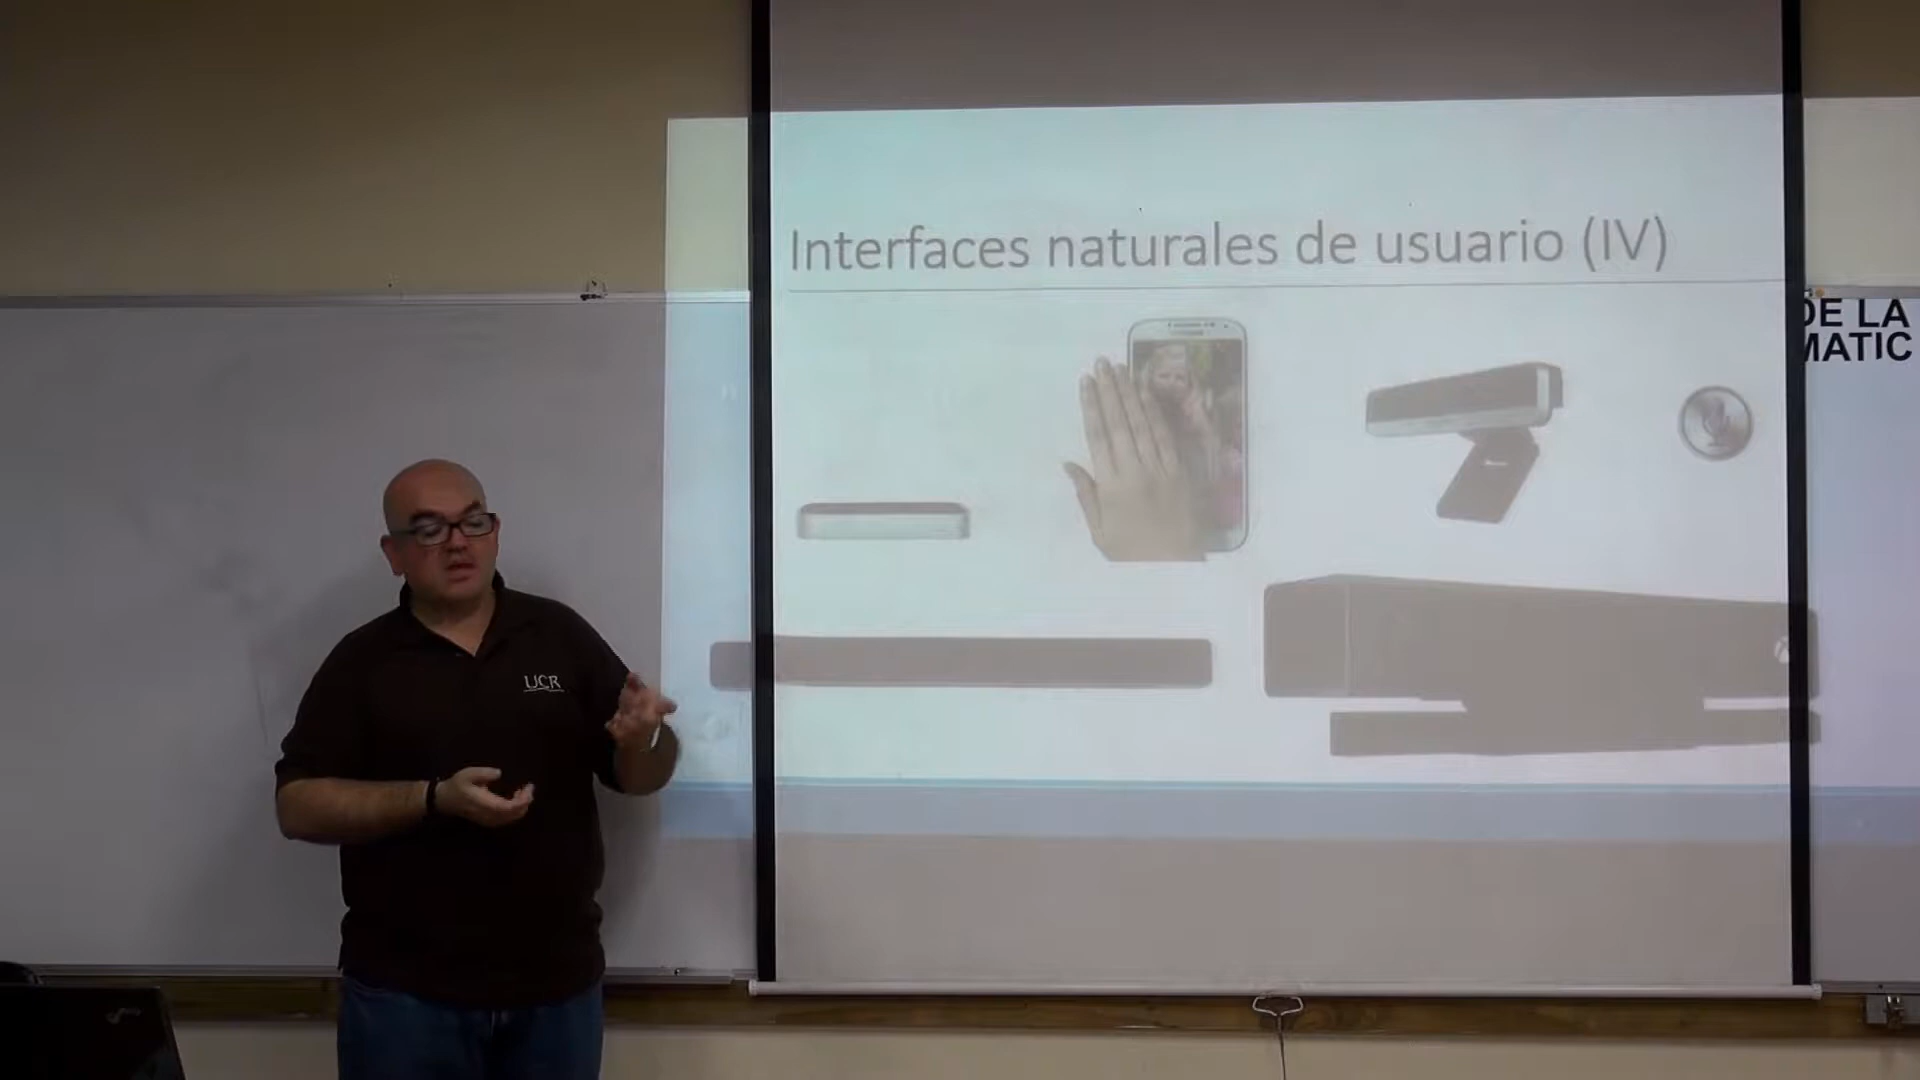 Interfaces naturales de usuario (IV)
DE LA
MATIC
UCR